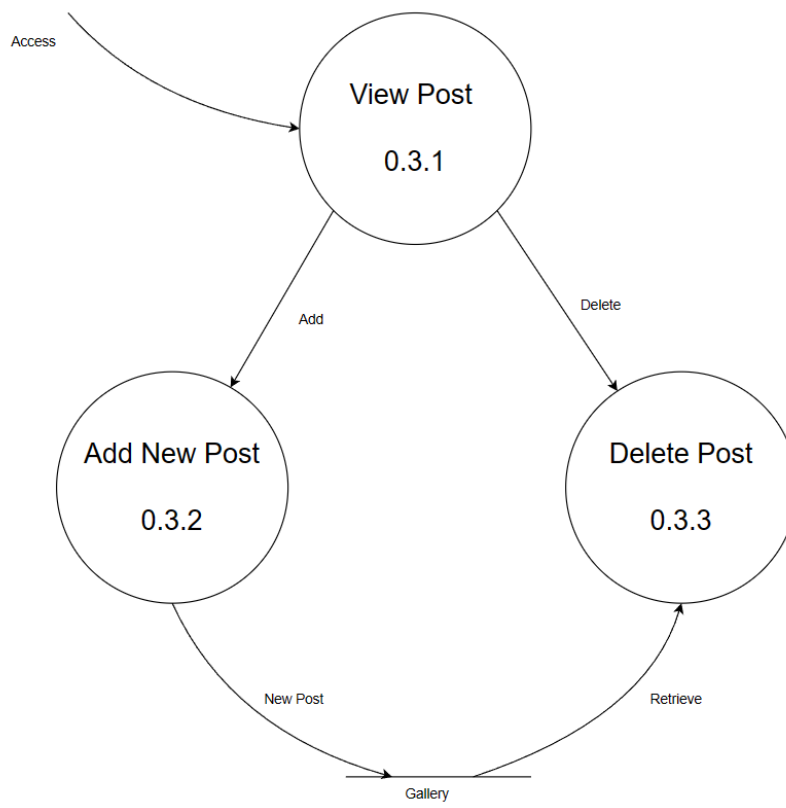 Access
View Post
0.3.1
Add
Delete
Add New Post
0.3.2
Delete Post
0.3.3
New Post
Retrieve
Gallery